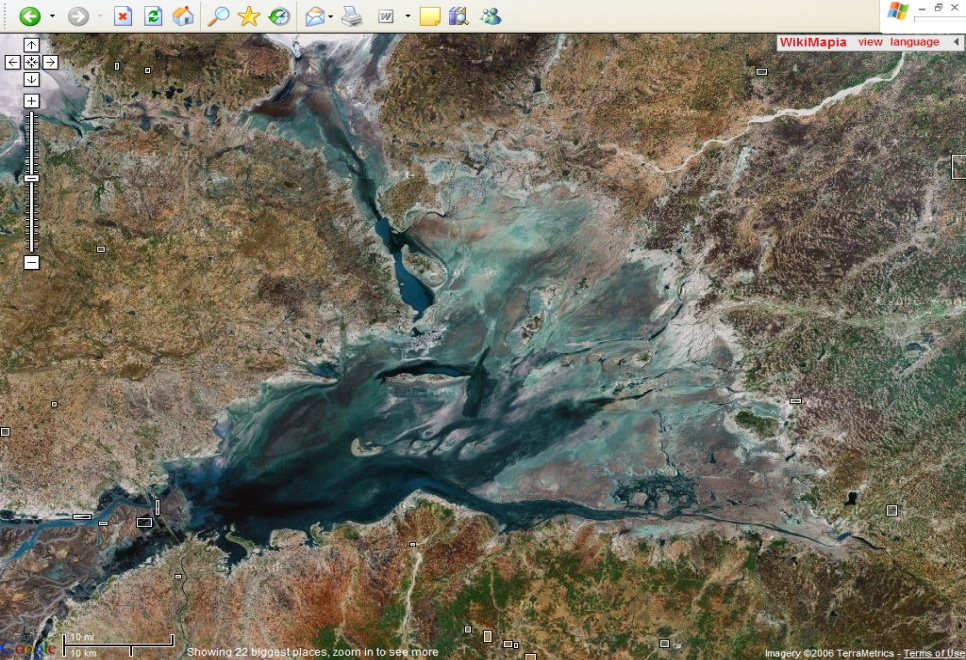 WikiMapia view language
10 mi
10 km
Google
Showing 22 biggest places, zoom in to see more
Imagery ©2006 TerraMetrics - Terms of Use